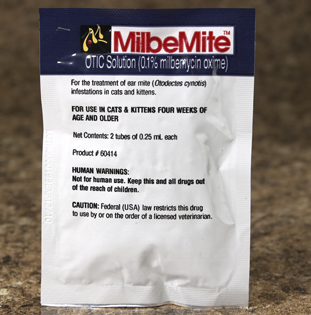 MilbeMite™
OTIC Solution (0.1% milbemycin oxime)
For the treatment of ear mite (Otodectes cynotis)
infestations in cats and kittens.
FOR USE IN CATS & KITTENS FOUR WEEKS OF
AGE AND OLDER
Net Contents: 2 tubes of 0.25 mL each
Product # 60414
HUMAN WARNINGS:
Not for human use. Keep this and all drugs out
of the reach of children.
CAUTION: Federal (USA) law restricts this drug
to use by or on the order of a licensed veterinarian.